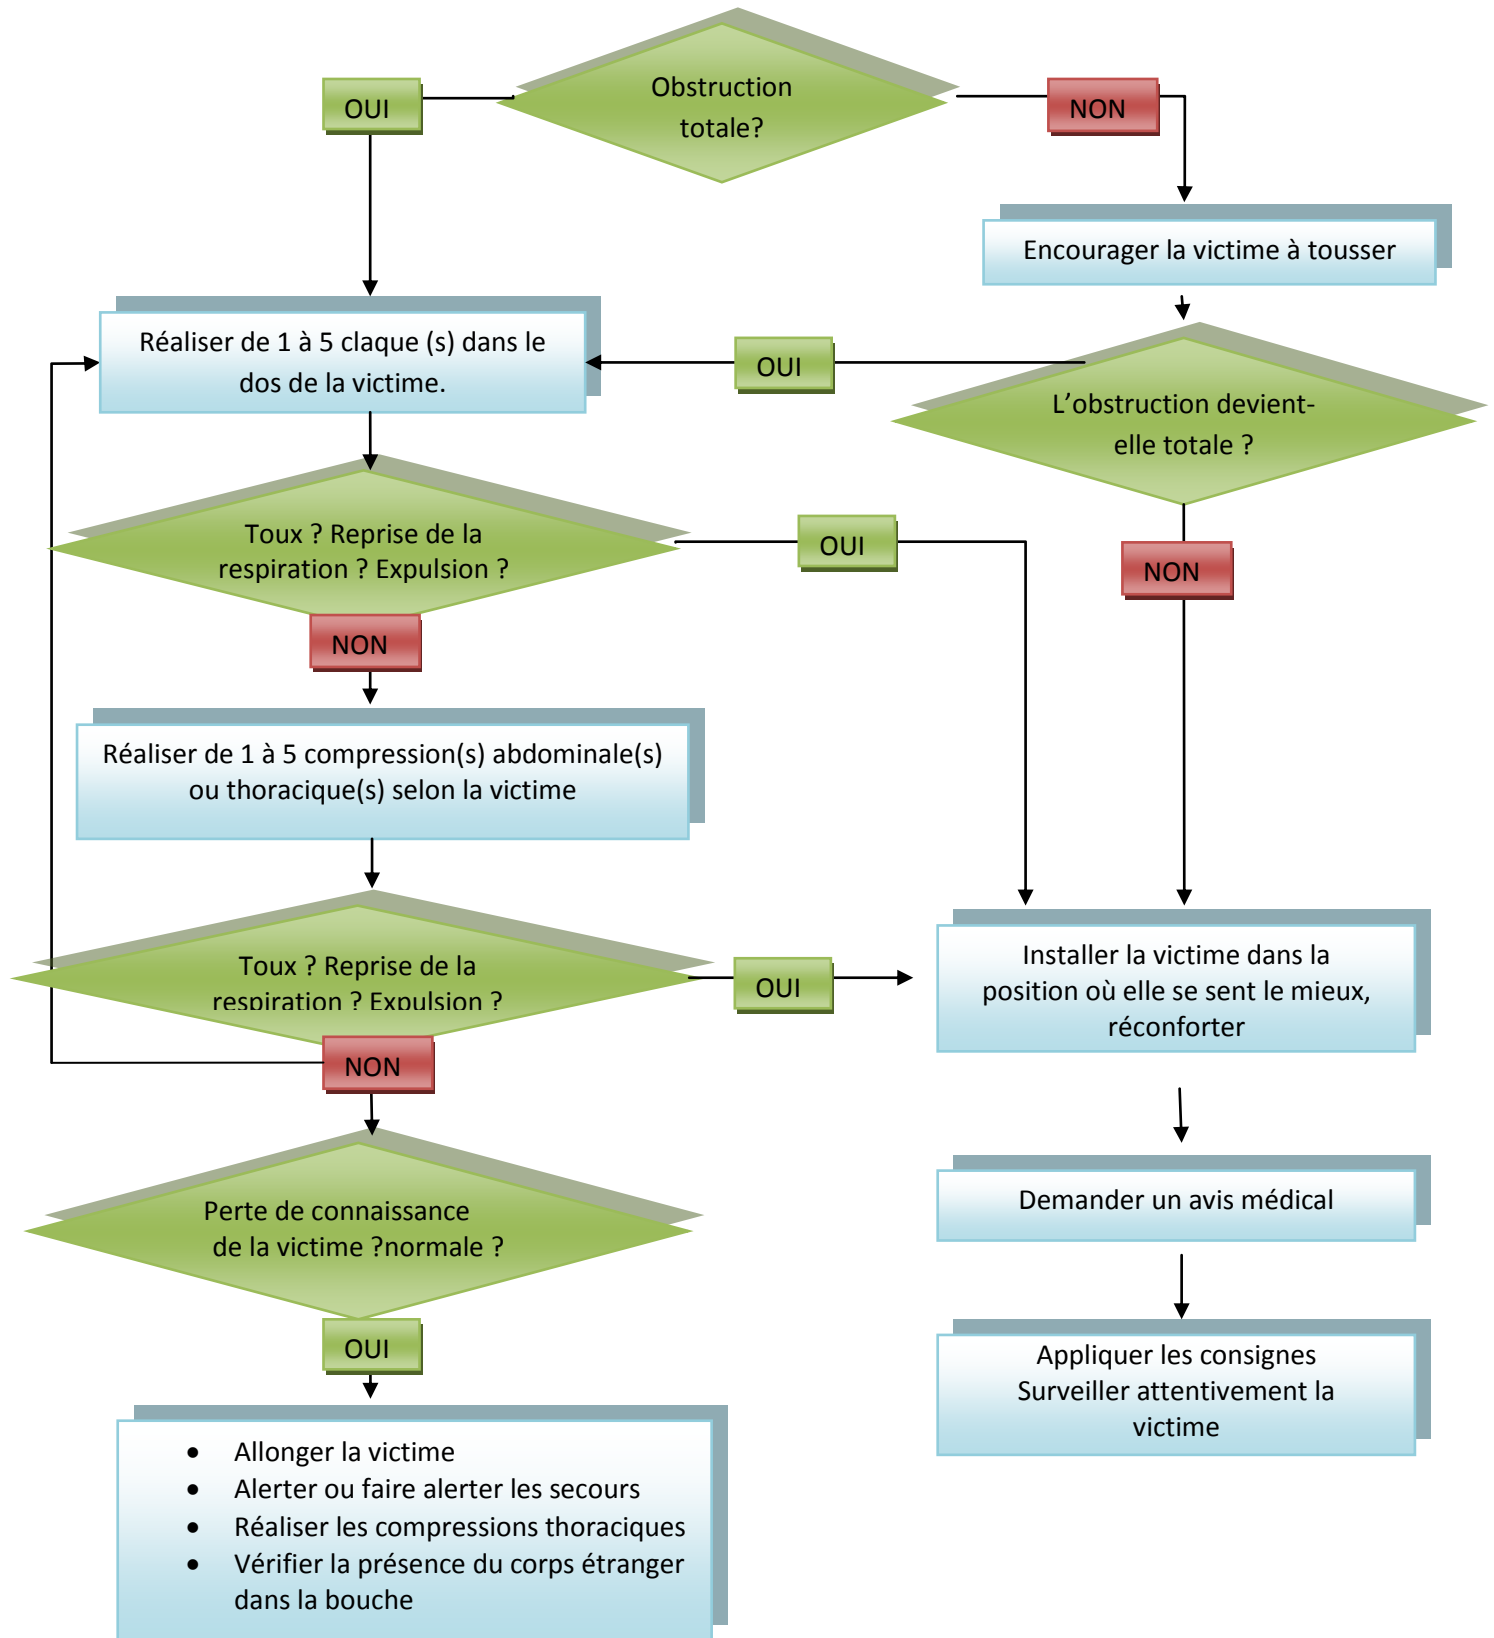 Obstruction
totale?
OUI
NON
Encourager la victime à tousser
Réaliser de 1 à 5 claque (s) dans le
dos de la victime.
OUI
L’obstruction devient-
elle totale ?
Toux ? Reprise de la
respiration ? Expulsion ?
OUI
NON
NON
Réaliser de 1 à 5 compression(s) abdominale(s)
ou thoracique(s) selon la victime
Toux ? Reprise de la
respiration ? Expulsion ?
OUI
Installer la victime dans la
position où elle se sent le mieux,
réconforter
NON
Perte de connaissance
de la victime ?normale ?
Demander un avis médical
OUI
Appliquer les consignes
Surveiller attentivement la
victime
• Allonger la victime
• Alerter ou faire alerter les secours
• Réaliser les compressions thoraciques
• Vérifier la présence du corps étranger
dans la bouche